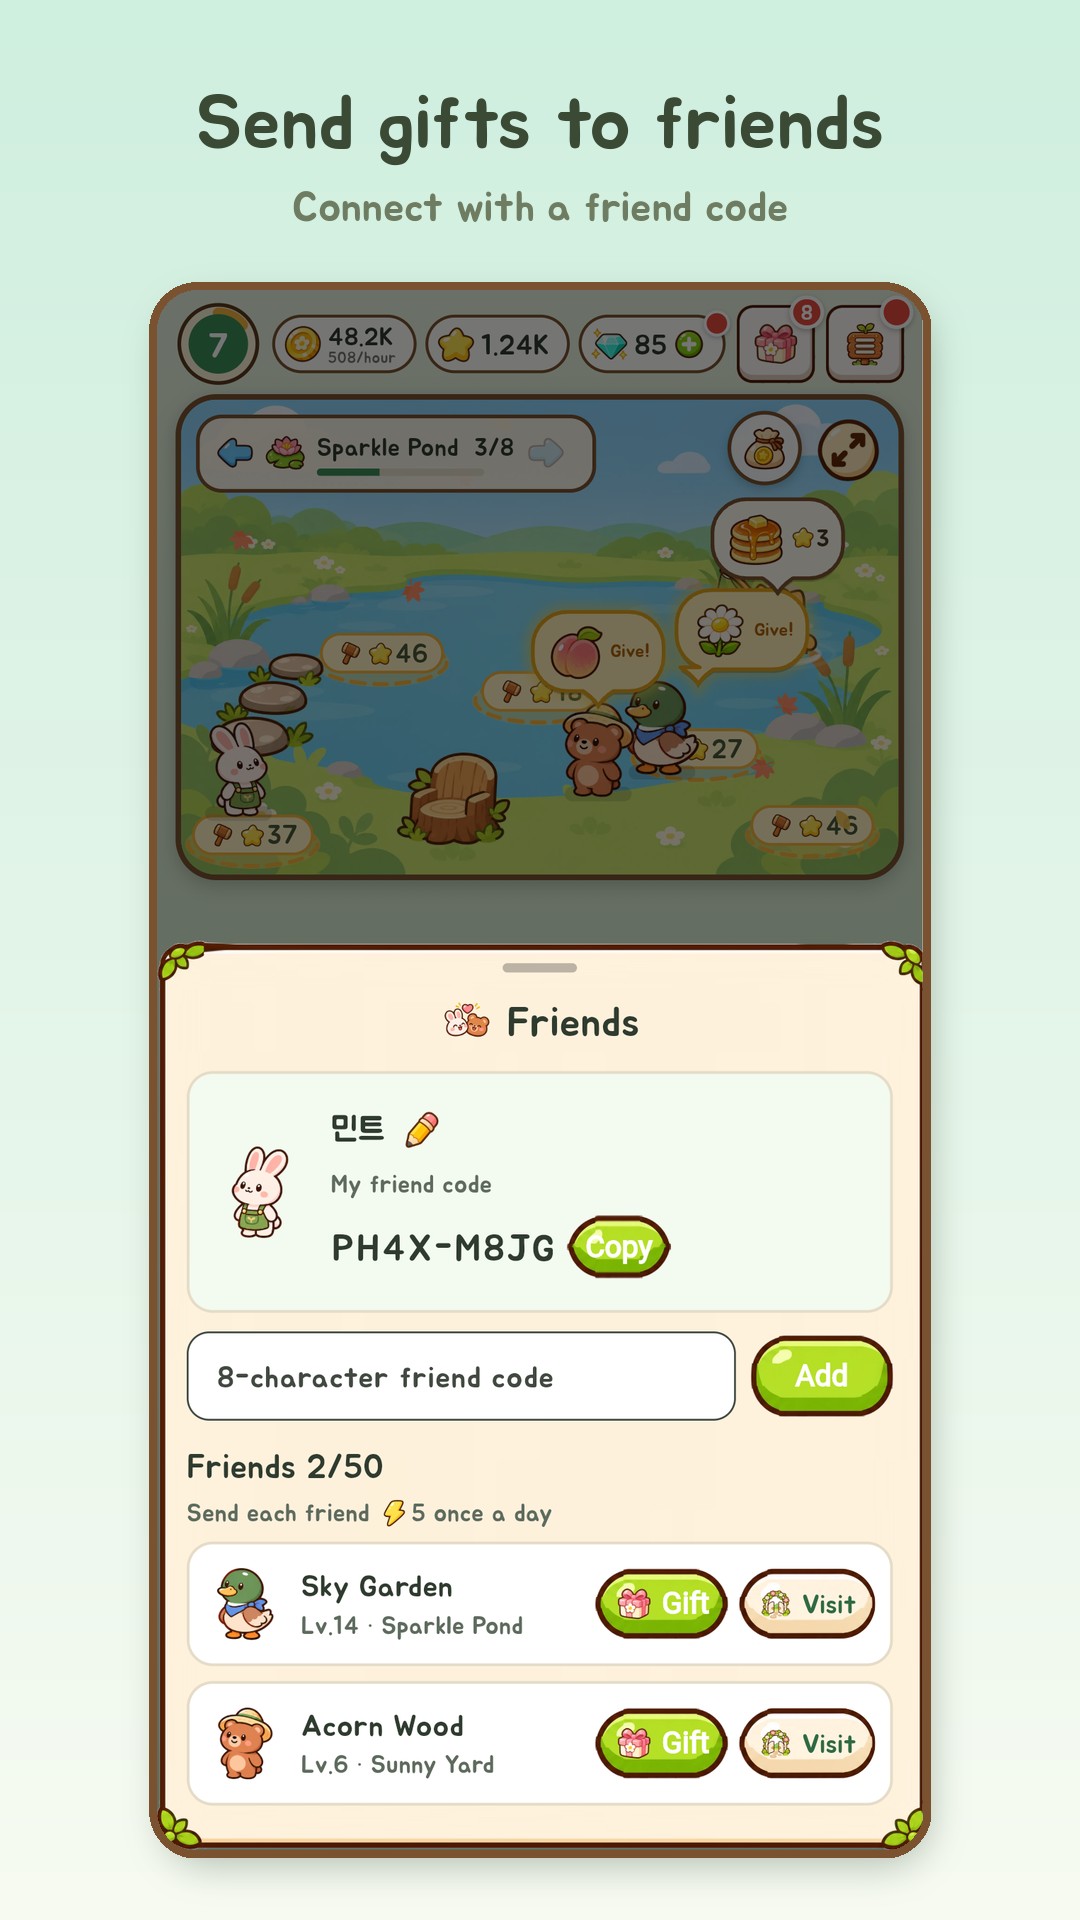 Send gifts to friends
Connect with a friend code
7
48.2K
508/hour
1.24K
85
8
Sparkle Pond 3/8
3
Give!
Give!
46
27
37
46
Friends
민트
My friend code
PH4X-M8JG
Copy
8-character friend code
Add
Friends 2/50
Send each friend ⚡5 once a day
Sky Garden
Lv.14 · Sparkle Pond
Gift
Visit
Acorn Wood
Lv.6 · Sunny Yard
Gift
Visit